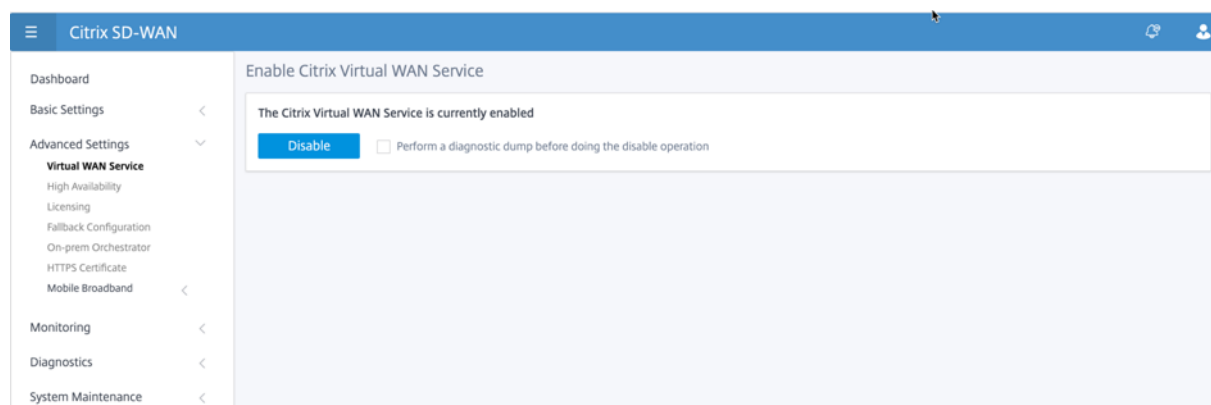 Citrix SD-WAN
Dashboard
Basic Settings
Advanced Settings
Virtual WAN Service
High Availability
Licensing
Fallback Configuration
On-prem Orchestrator
HTTPS Certificate
Mobile Broadband
Monitoring
Diagnostics
System Maintenance
Enable Citrix Virtual WAN Service
The Citrix Virtual WAN Service is currently enabled
Disable
Perform a diagnostic dump before doing the disable operation